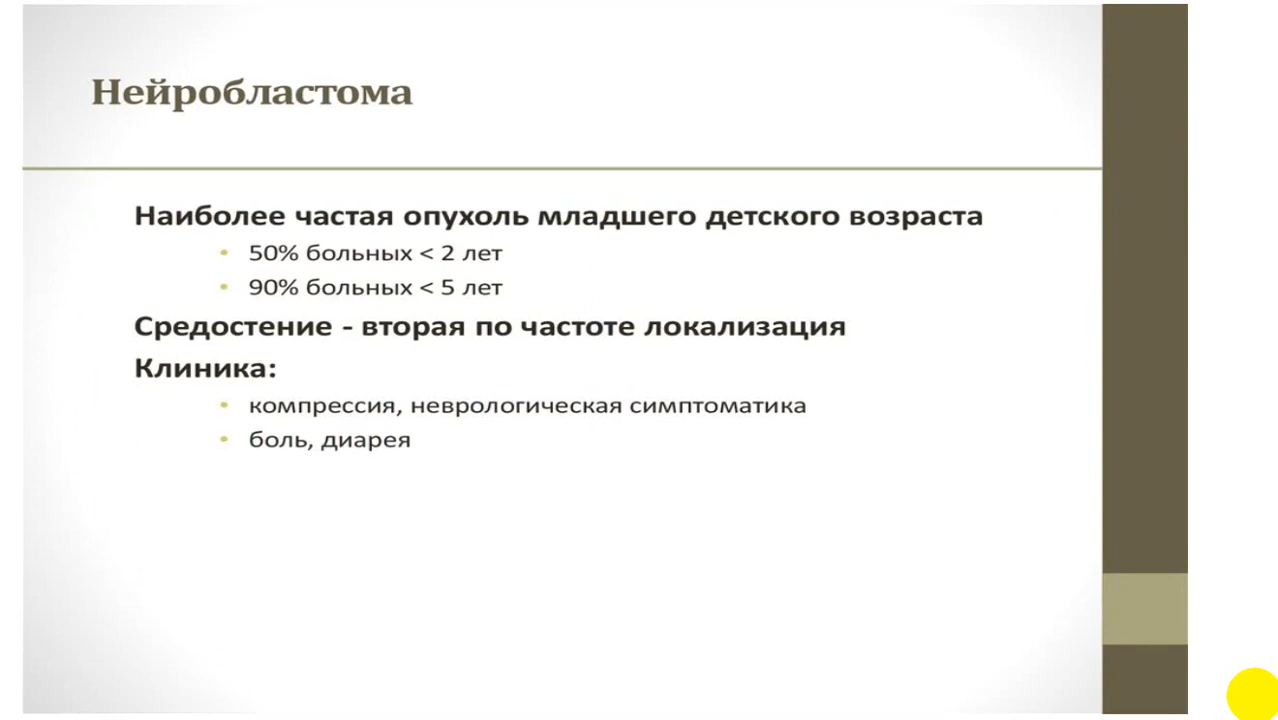 Нейробластома
Наиболее частая опухоль младшего детского возраста
• 50% больных < 2 лет
• 90% больных < 5 лет
Средостение - вторая по частоте локализация
Клиника:
• компрессия, неврологическая симптоматика
• боль, диарея